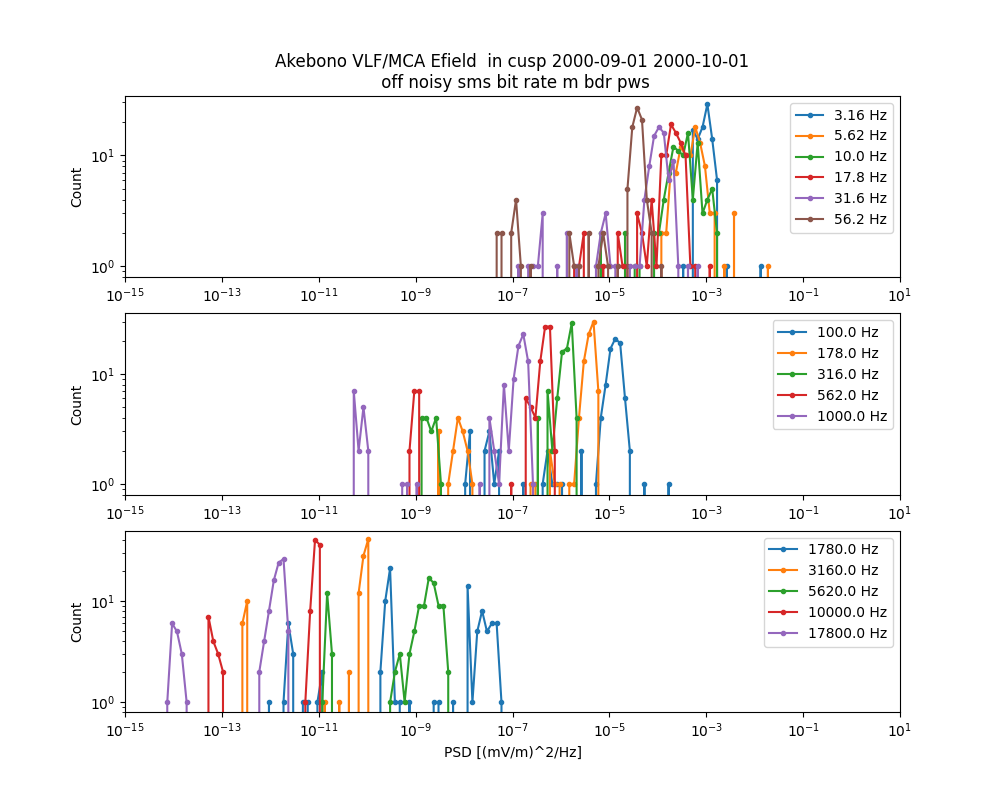 Akebono VLF/MCA Efield  in cusp 2000-09-01 2000-10-01
off noisy sms bit rate m bdr pws
Count
10^1
10^0
3.16 Hz
5.62 Hz
10.0 Hz
17.8 Hz
31.6 Hz
56.2 Hz
10^-15
10^-13
10^-11
10^-9
10^-7
10^-5
10^-3
10^-1
10^1
Count
10^1
10^0
100.0 Hz
178.0 Hz
316.0 Hz
562.0 Hz
1000.0 Hz
10^-15
10^-13
10^-11
10^-9
10^-7
10^-5
10^-3
10^-1
10^1
Count
10^1
10^0
1780.0 Hz
3160.0 Hz
5620.0 Hz
10000.0 Hz
17800.0 Hz
10^-15
10^-13
10^-11
10^-9
10^-7
10^-5
10^-3
10^-1
10^1
PSD [(mV/m)^2/Hz]